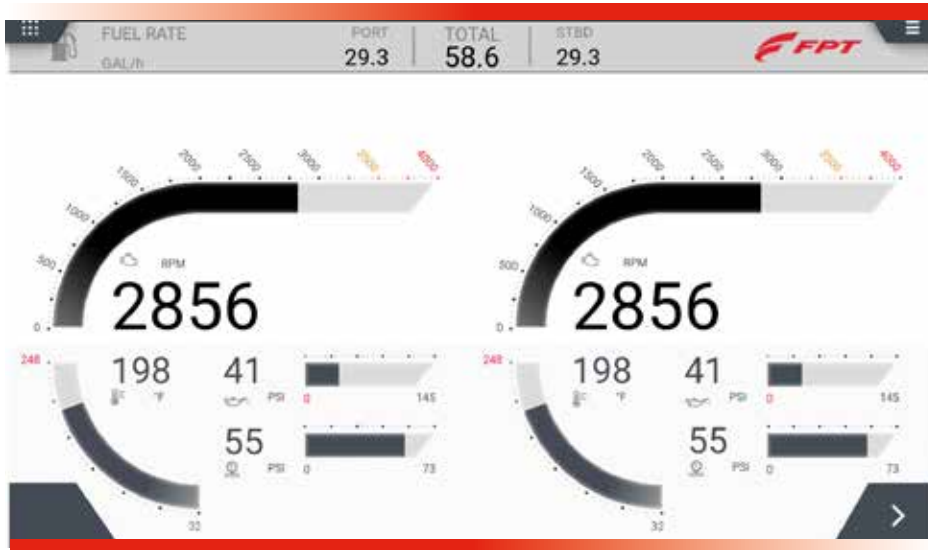 FUEL RATE PORT TOTAL STBD
GAL/h 29.3 58.6 29.3
FPT
0 500 1000 1500 2000 2500 3000 3500 4000
RPM
2856
248
198 °F
32
41 PSI
0 145
55 PSI
0 73
0 500 1000 1500 2000 2500 3000 3500 4000
RPM
2856
248
198 °F
32
41 PSI
0 145
55 PSI
0 73